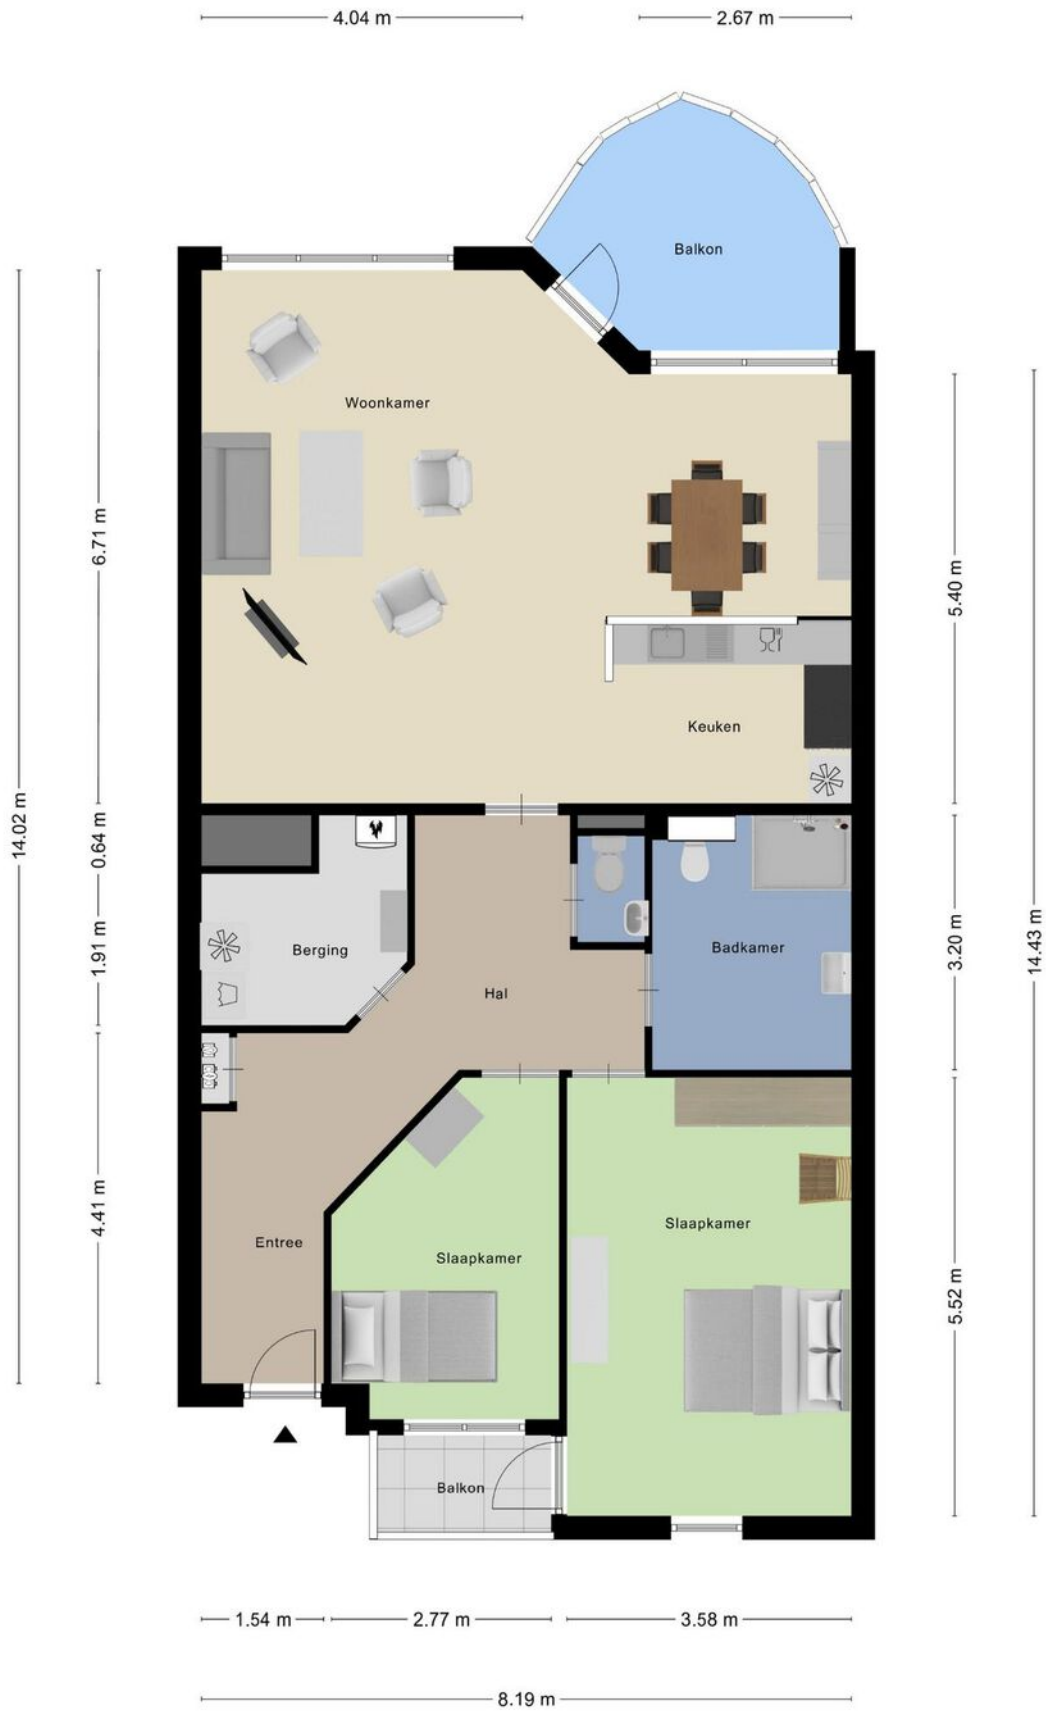 4.04 m
2.67 m
Balkon
Woonkamer
6.71 m
5.40 m
Keuken
14.02 m
0.64 m
1.91 m
Berging
Badkamer
3.20 m
14.43 m
Hal
4.41 m
Entree
Slaapkamer
Slaapkamer
5.52 m
Balkon
1.54 m
2.77 m
3.58 m
8.19 m